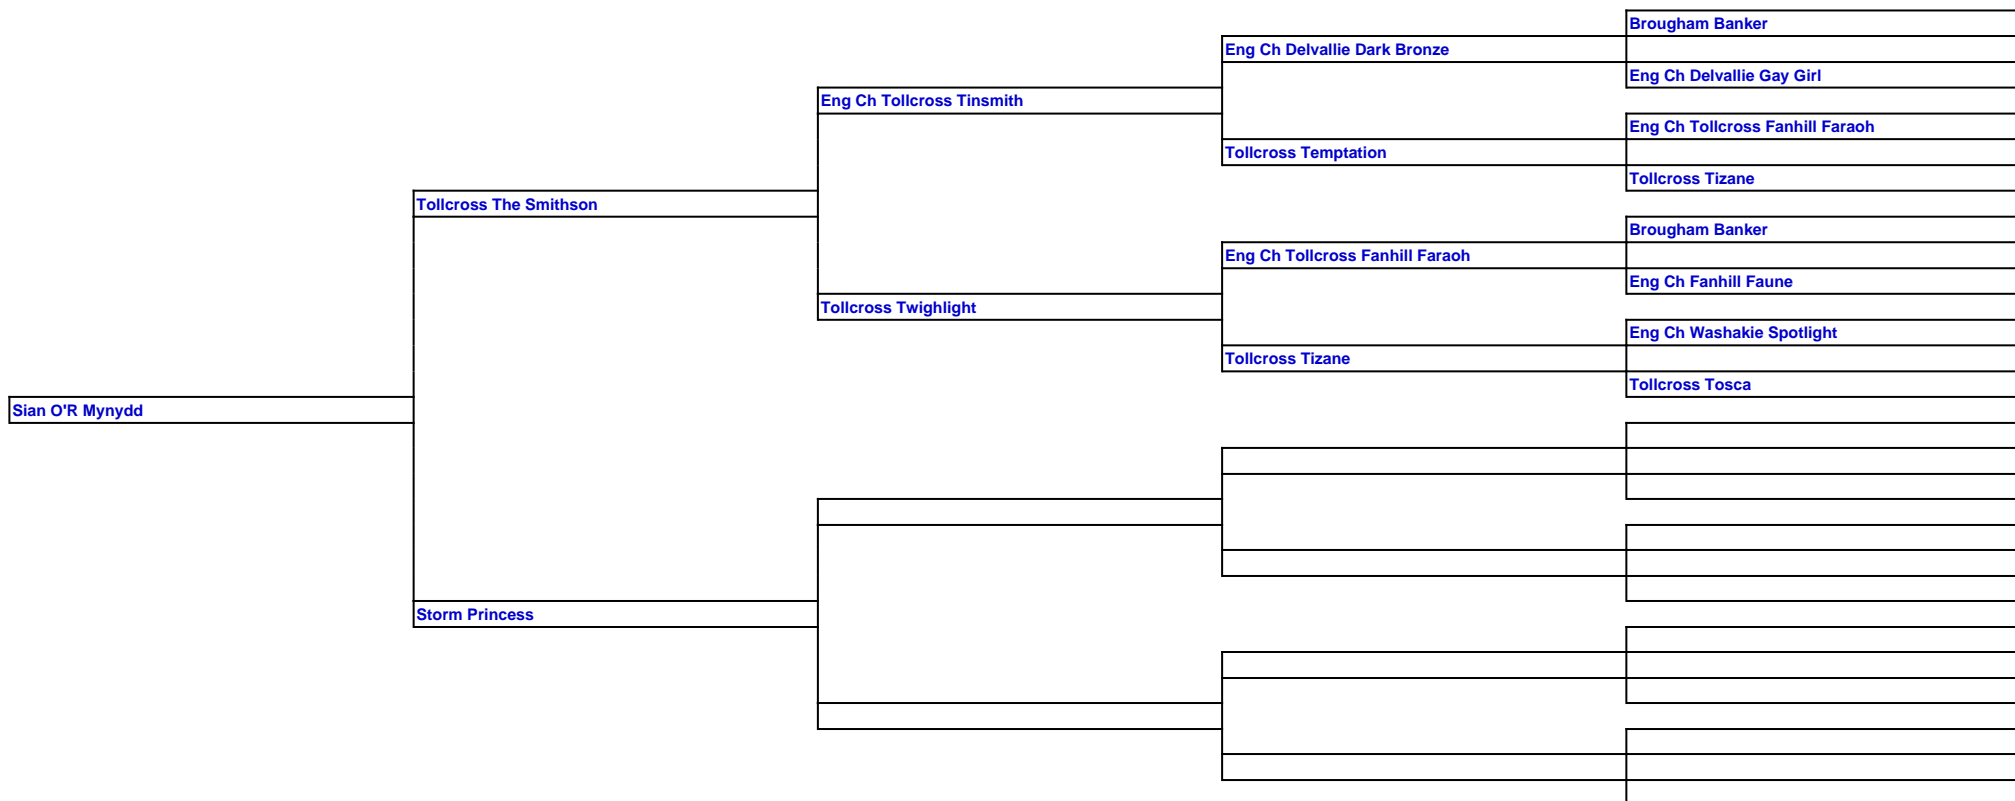 Brougham Banker
Eng Ch Delvallie Dark Bronze
Eng Ch Delvallie Gay Girl
Eng Ch Tollcross Tinsmith
Eng Ch Tollcross Fanhill Faraoh
Tollcross Temptation
Tollcross Tizane
Tollcross The Smithson
Brougham Banker
Eng Ch Tollcross Fanhill Faraoh
Eng Ch Fanhill Faune
Tollcross Twighlight
Eng Ch Washakie Spotlight
Tollcross Tizane
Tollcross Tosca
Sian O'R Mynydd
Storm Princess